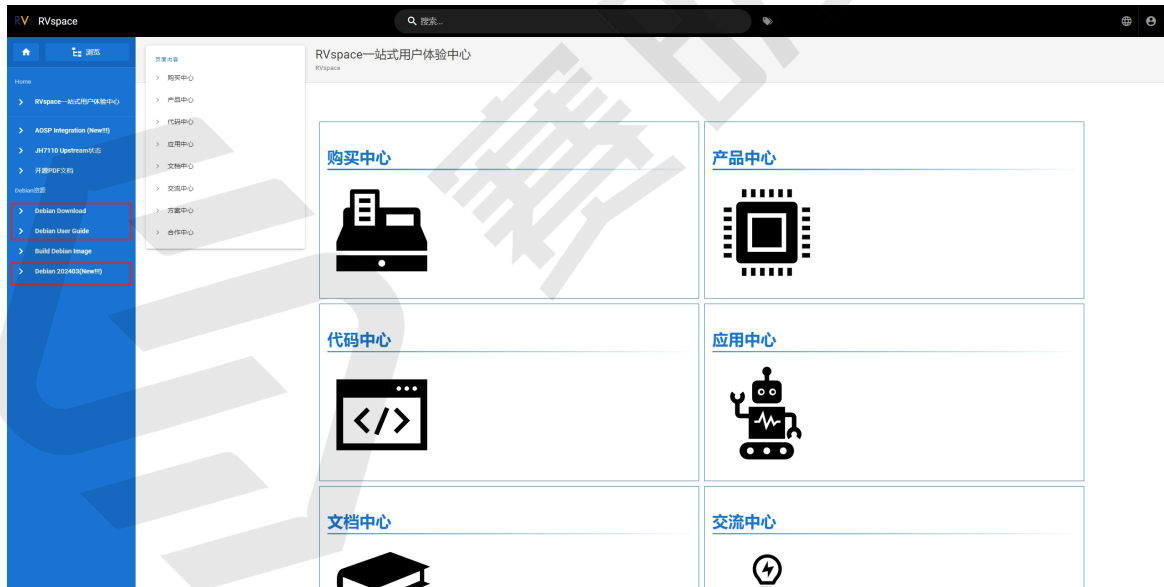 RV RVspace
搜索...
浏览
Home
RVspace一站式用户体验中心
AOSP Integration (New!!!)
JH7110 Upstream状态
开源PDF文档
Debian资源
Debian Download
Debian User Guide
Build Debian Image
Debian 202403(New!!!)
页面内容
购买中心
产品中心
代码中心
应用中心
文档中心
交流中心
方案中心
合作中心
RVspace一站式用户体验中心
RVspace
购买中心
产品中心
代码中心
应用中心
文档中心
交流中心